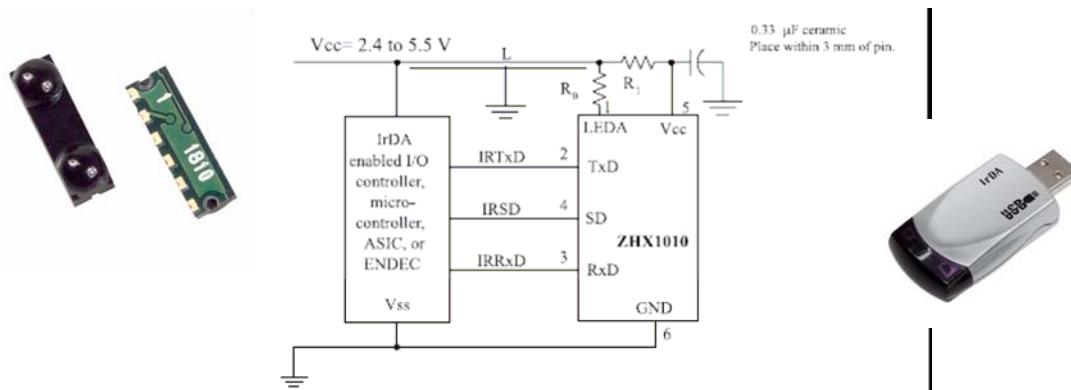 1
1810
Vcc= 2.4 to 5.5 V
L
0.33 μF ceramic
Place within 3 mm of pin.
R₀
R₁
1
5
LEDA
Vcc
IrDA
enabled I/O
controller,
micro-
controller,
ASIC, or
ENDEC
Vss
IRTxD
2
TxD
IRSD
4
SD
ZHX1010
IRRxD
3
RxD
GND
6
IrDA
USB